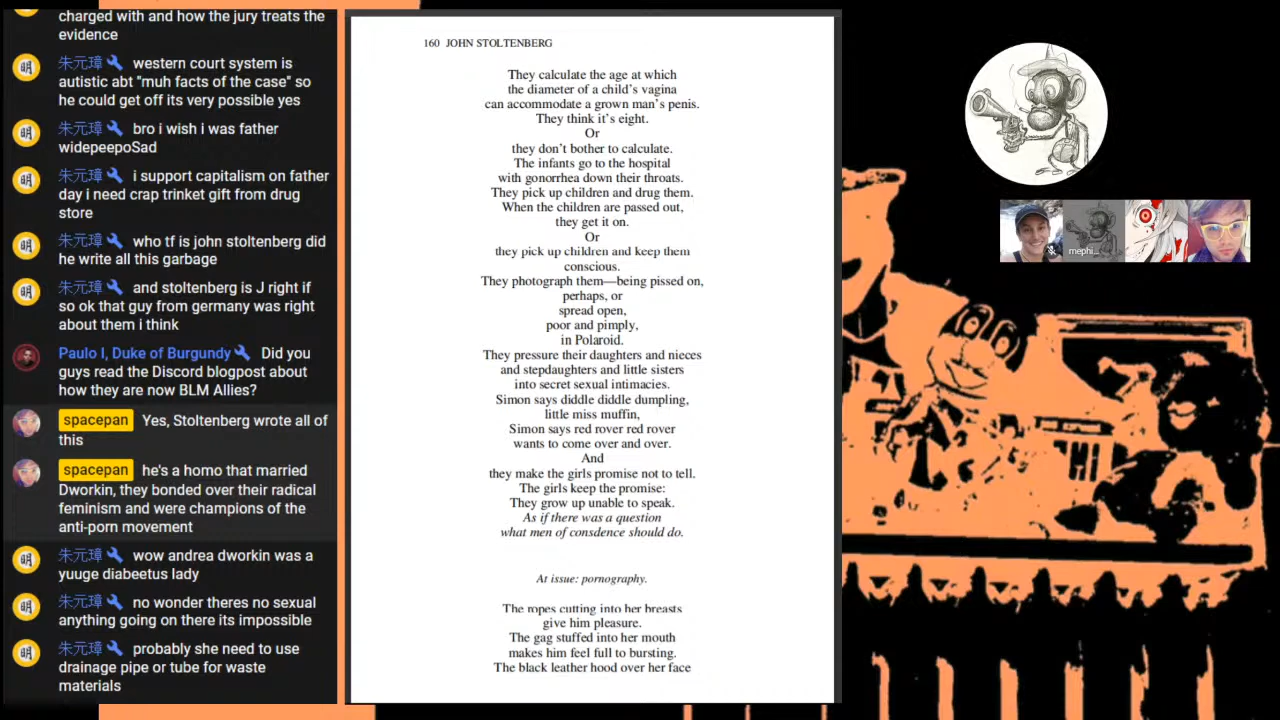 charged with and how the jury treats the
evidence
朱元璋 western court system is
autistic abt "muh facts of the case" so
he could get off its very possible yes
朱元璋 bro i wish i was father
widepeepoSad
朱元璋 i support capitalism on father
day i need crap trinket gift from drug
store
朱元璋 who tf is john stoltenberg did
he write all this garbage
朱元璋 and stoltenberg is J right if
so ok that guy from germany was right
about them i think
Paulo I, Duke of Burgundy Did you
guys read the Discord blogpost about
how they are now BLM Allies?
spacepan Yes, Stoltenberg wrote all of
this
spacepan he's a homo that married
Dworkin, they bonded over their radical
feminism and were champions of the
anti-porn movement
朱元璋 wow andrea dworkin was a
yuuge diabeetus lady
朱元璋 no wonder theres no sexual
anything going on there its impossible
朱元璋 probably she need to use
drainage pipe or tube for waste
materials
160 JOHN STOLTENBERG
They calculate the age at which
the diameter of a child's vagina
can accommodate a grown man's penis.
They think it's eight.
Or
they don't bother to calculate.
The infants go to the hospital
with gonorrhea down their throats.
They pick up children and drug them.
When the children are passed out,
they get it on.
Or
they pick up children and keep them
conscious.
They photograph them—being pissed on,
perhaps, or
spread open,
poor and pimply,
in Polaroid.
They pressure their daughters and nieces
and stepdaughters and little sisters
into secret sexual intimacies.
Simon says diddle diddle dumpling,
little miss muffin,
Simon says red rover red rover
wants to come over and over.
And
they make the girls promise not to tell.
The girls keep the promise:
They grow up unable to speak.
As if there was a question
what men of consdence should do.
At issue: pornography.
The ropes cutting into her breasts
give him pleasure.
The gag stuffed into her mouth
makes him feel full to bursting.
The black leather hood over her face
mephi...